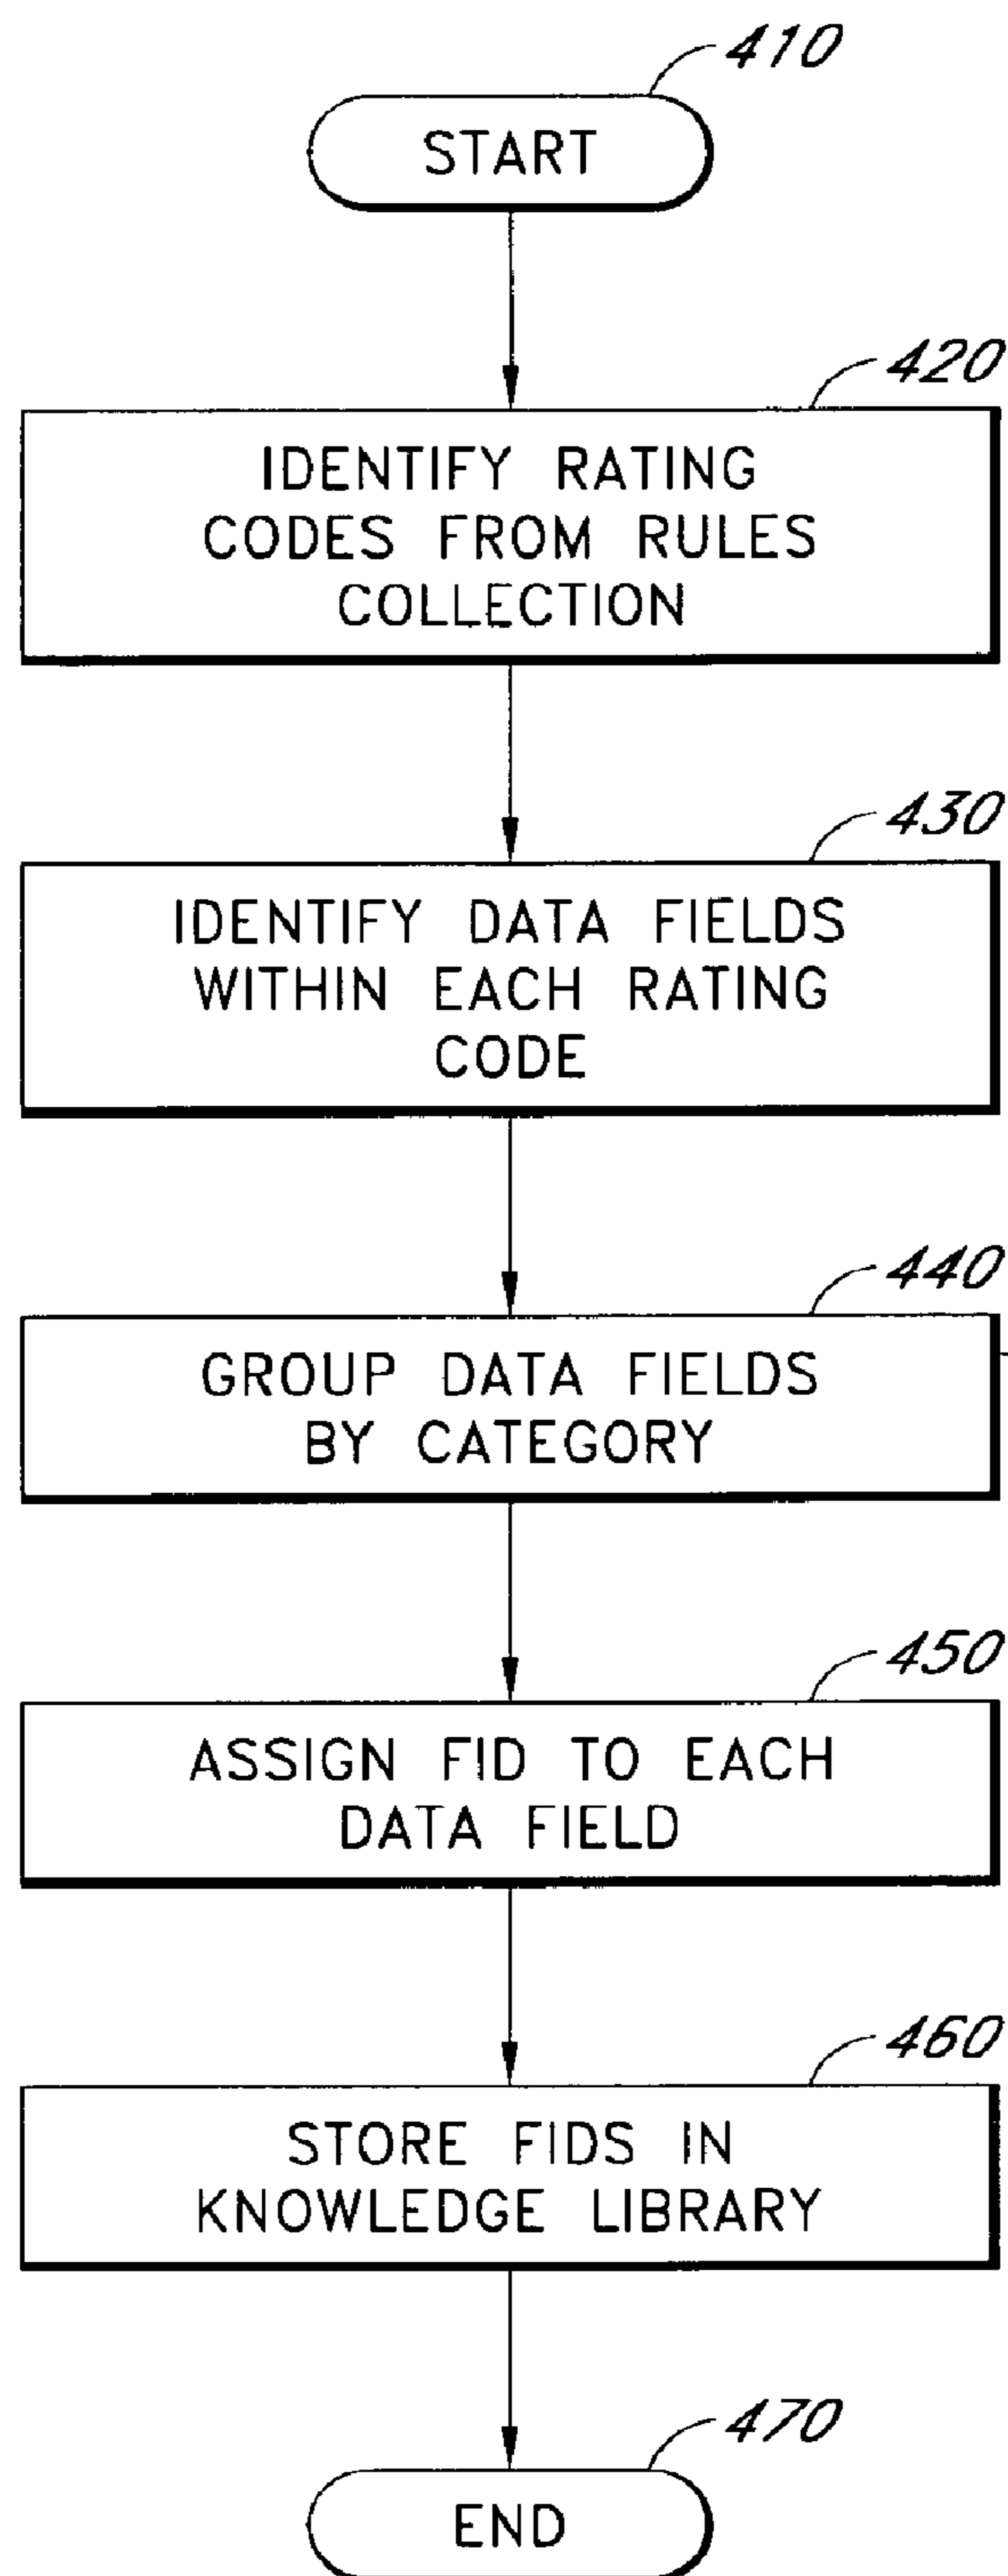 410
START
420
IDENTIFY RATING
CODES FROM RULES
COLLECTION
430
IDENTIFY DATA FIELDS
WITHIN EACH RATING
CODE
440
GROUP DATA FIELDS
BY CATEGORY
450
ASSIGN FID TO EACH
DATA FIELD
460
STORE FIDS IN
KNOWLEDGE LIBRARY
470
END